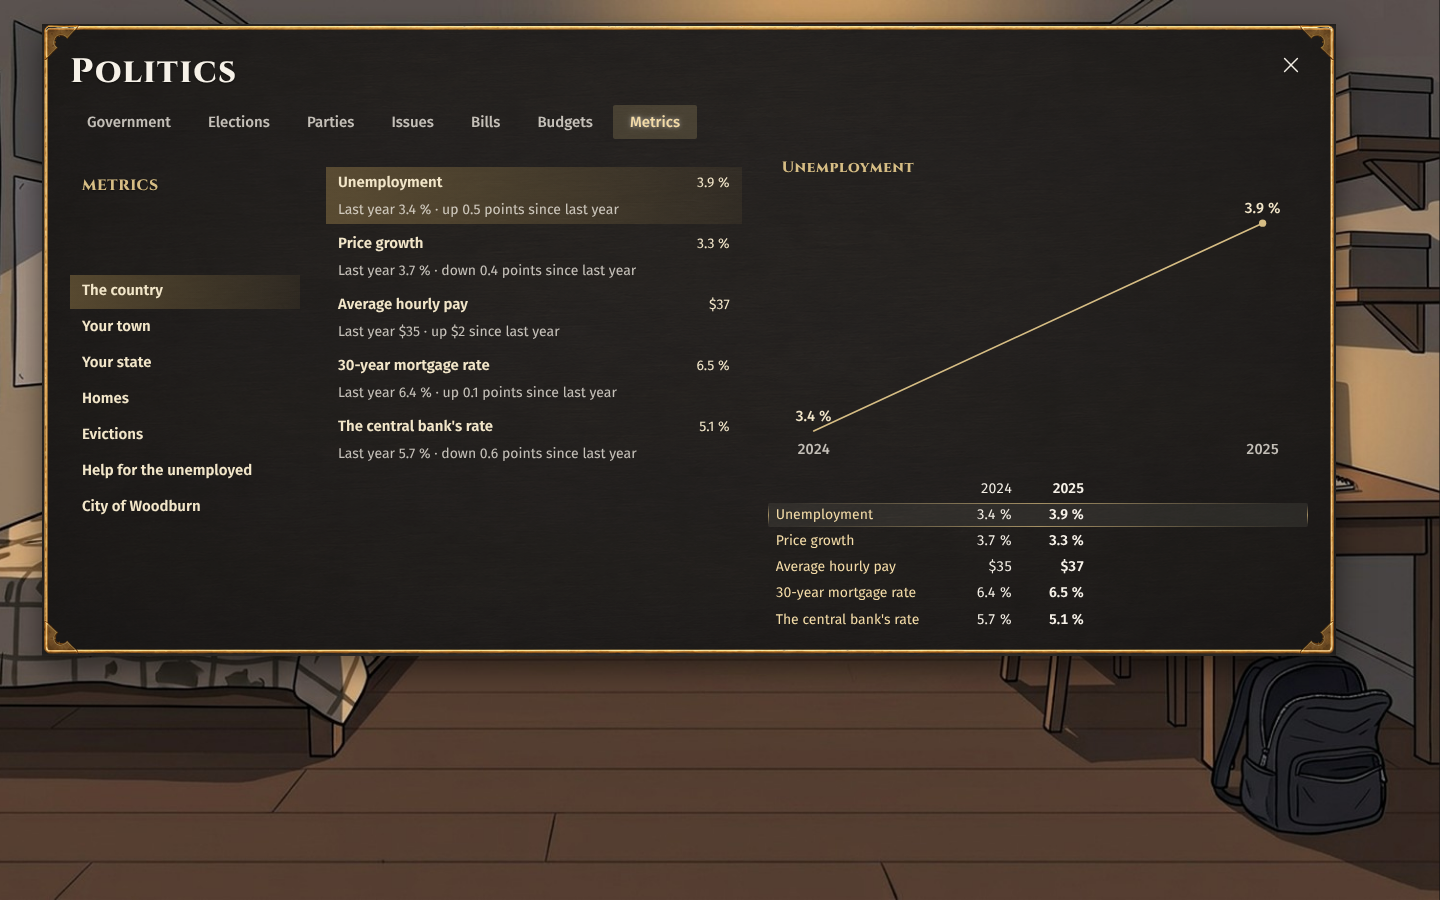 Politics
Government Elections Parties Issues Bills Budgets Metrics
Metrics
The country
Your town
Your state
Homes
Evictions
Help for the unemployed
City of Woodburn
Unemployment 3.9 %
Last year 3.4 % · up 0.5 points since last year
Price growth 3.3 %
Last year 3.7 % · down 0.4 points since last year
Average hourly pay $37
Last year $35 · up $2 since last year
30-year mortgage rate 6.5 %
Last year 6.4 % · up 0.1 points since last year
The central bank's rate 5.1 %
Last year 5.7 % · down 0.6 points since last year
Unemployment
3.9 %
3.4 %
2024 2025
2024 2025
Unemployment 3.4 % 3.9 %
Price growth 3.7 % 3.3 %
Average hourly pay $35 $37
30-year mortgage rate 6.4 % 6.5 %
The central bank's rate 5.7 % 5.1 %